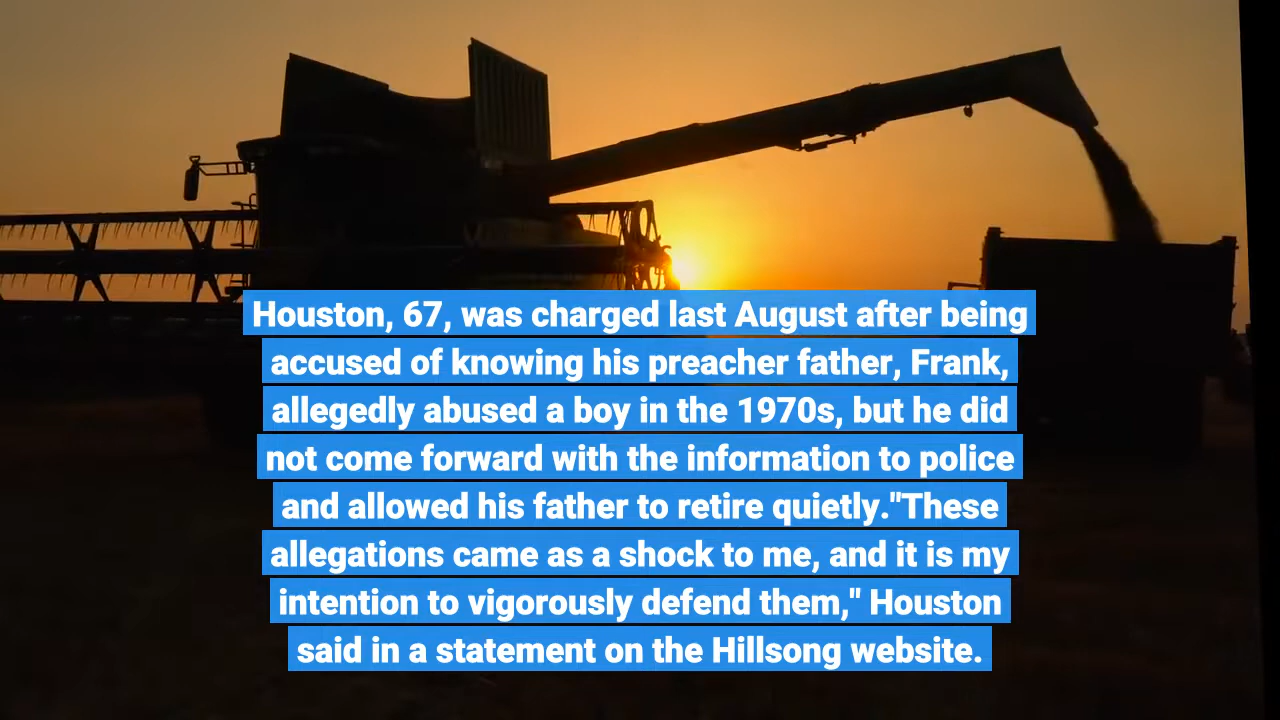 Houston, 67, was charged last August after being
accused of knowing his preacher father, Frank,
allegedly abused a boy in the 1970s, but he did
not come forward with the information to police
and allowed his father to retire quietly."These
allegations came as a shock to me, and it is my
intention to vigorously defend them," Houston
said in a statement on the Hillsong website.